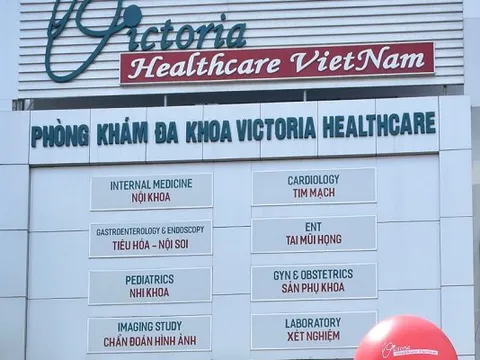 Victoria
Healthcare VietNam
PHÒNG KHÁM ĐA KHOA VICTORIA HEALTHCARE
INTERNAL MEDICINE
NỘI KHOA
CARDIOLOGY
TIM MẠCH
GASTROENTEROLOGY & ENDOSCOPY
TIÊU HÓA – NỘI SOI
ENT
TAI MŨI HỌNG
PEDIATRICS
NHI KHOA
GYN & OBSTETRICS
SẢN PHỤ KHOA
IMAGING STUDY
CHẨN ĐOÁN HÌNH ẢNH
LABORATORY
XÉT NGHIỆM
Victoria